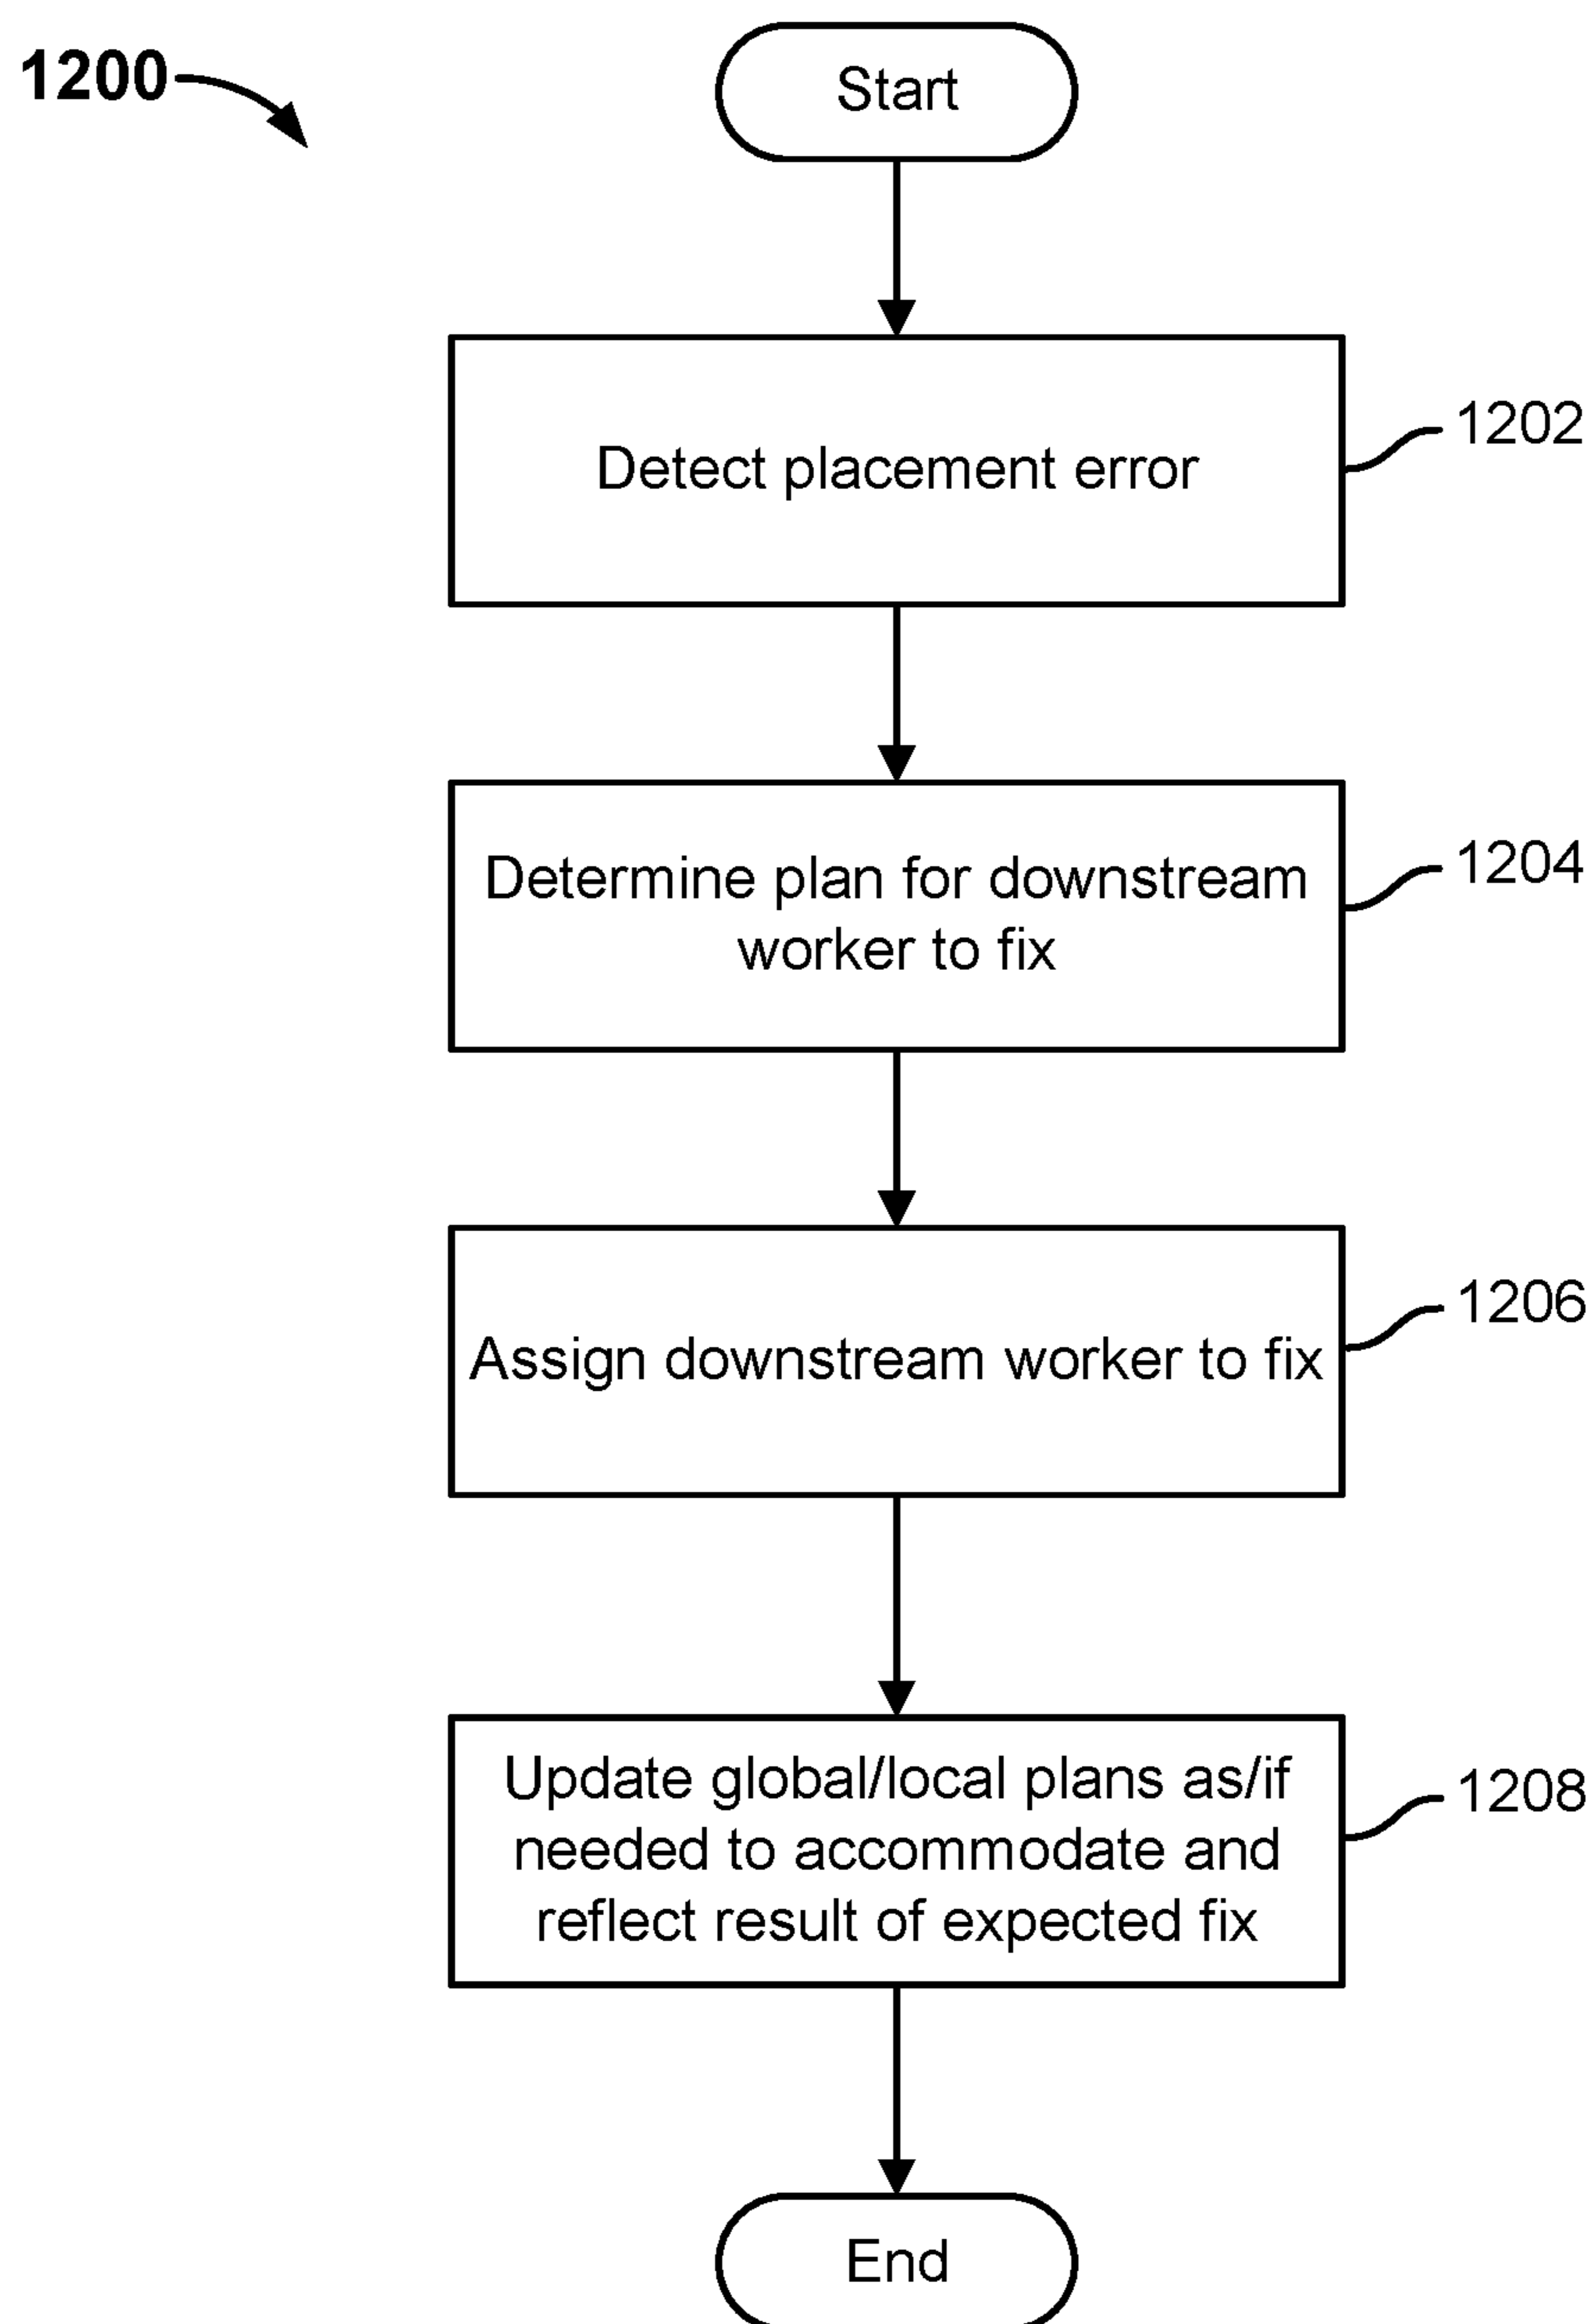 1200
Start
Detect placement error
1202
Determine plan for downstream
worker to fix
1204
Assign downstream worker to fix
1206
Update global/local plans as/if
needed to accommodate and
reflect result of expected fix
1208
End